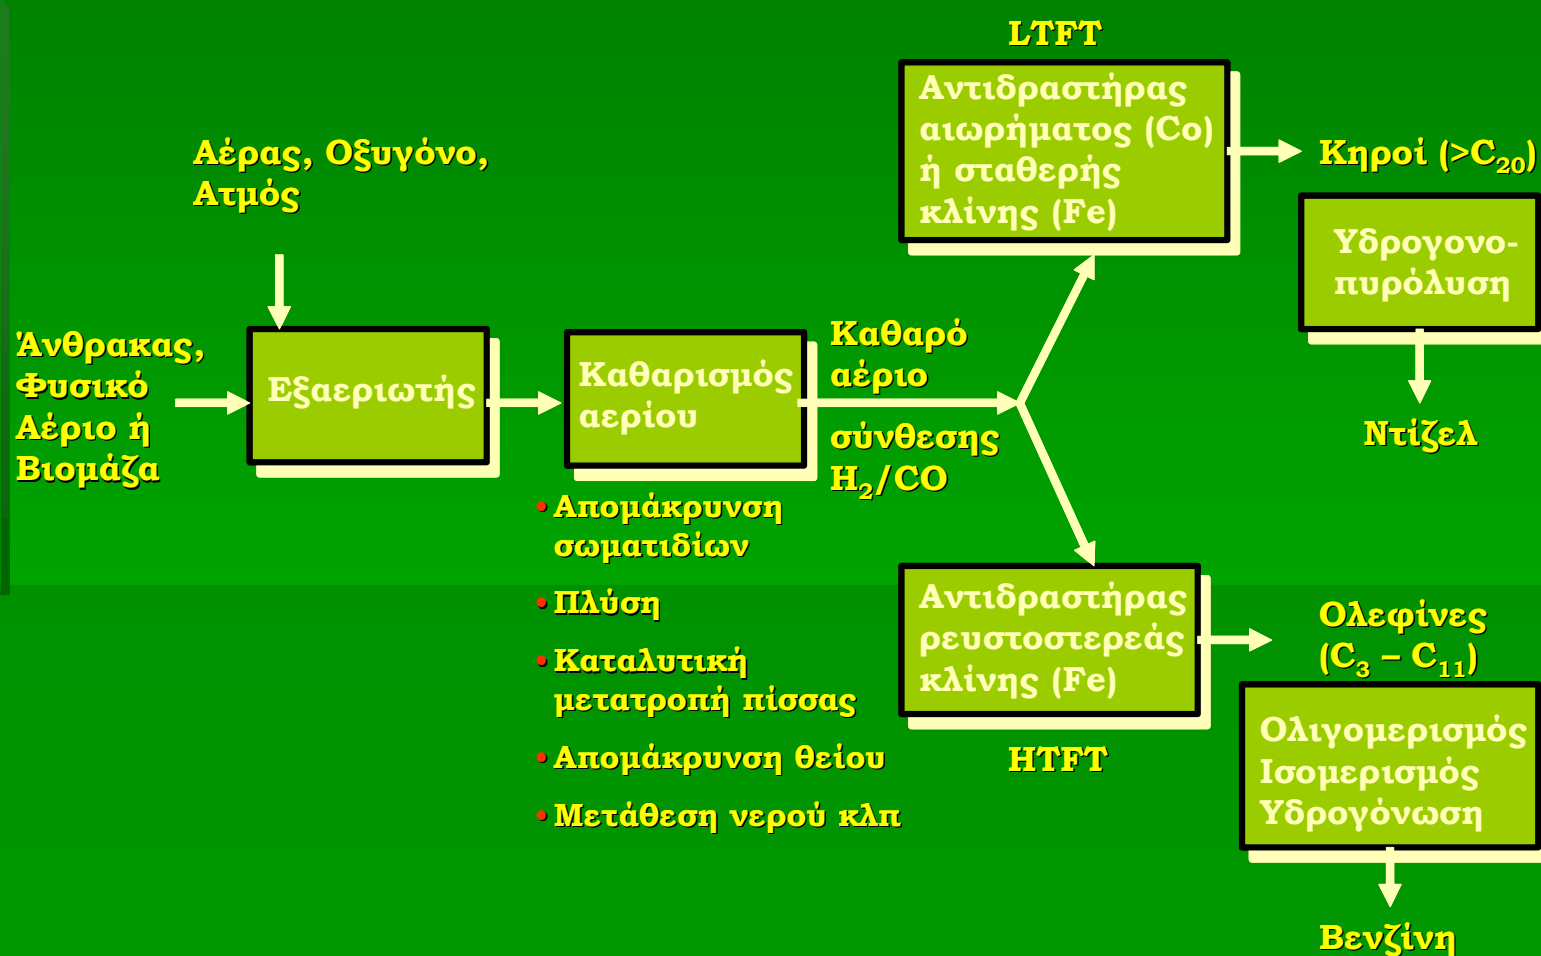 LTFT
Αντιδραστήρας
αιωρήματος (Co)
ή σταθερής
κλίνης (Fe)
Κηροί (>C₂₀)
Υδρογονο-
πυρόλυση
Ντίζελ
Αέρας, Οξυγόνο,
Ατμός
Άνθρακας,
Φυσικό
Αέριο ή
Βιομάζα
Εξαεριωτής
Καθαρισμός
αερίου
Καθαρό
αέριο
σύνθεσης
H₂/CO
• Απομάκρυνση
σωματιδίων
• Πλύση
• Καταλυτική
μετατροπή πίσσας
• Απομάκρυνση θείου
• Μετάθεση νερού κλπ
Αντιδραστήρας
ρευστοστερεάς
κλίνης (Fe)
HTFT
Ολεφίνες
(C₃ – C₁₁)
Ολιγομερισμός
Ισομερισμός
Υδρογόνωση
Βενζίνη